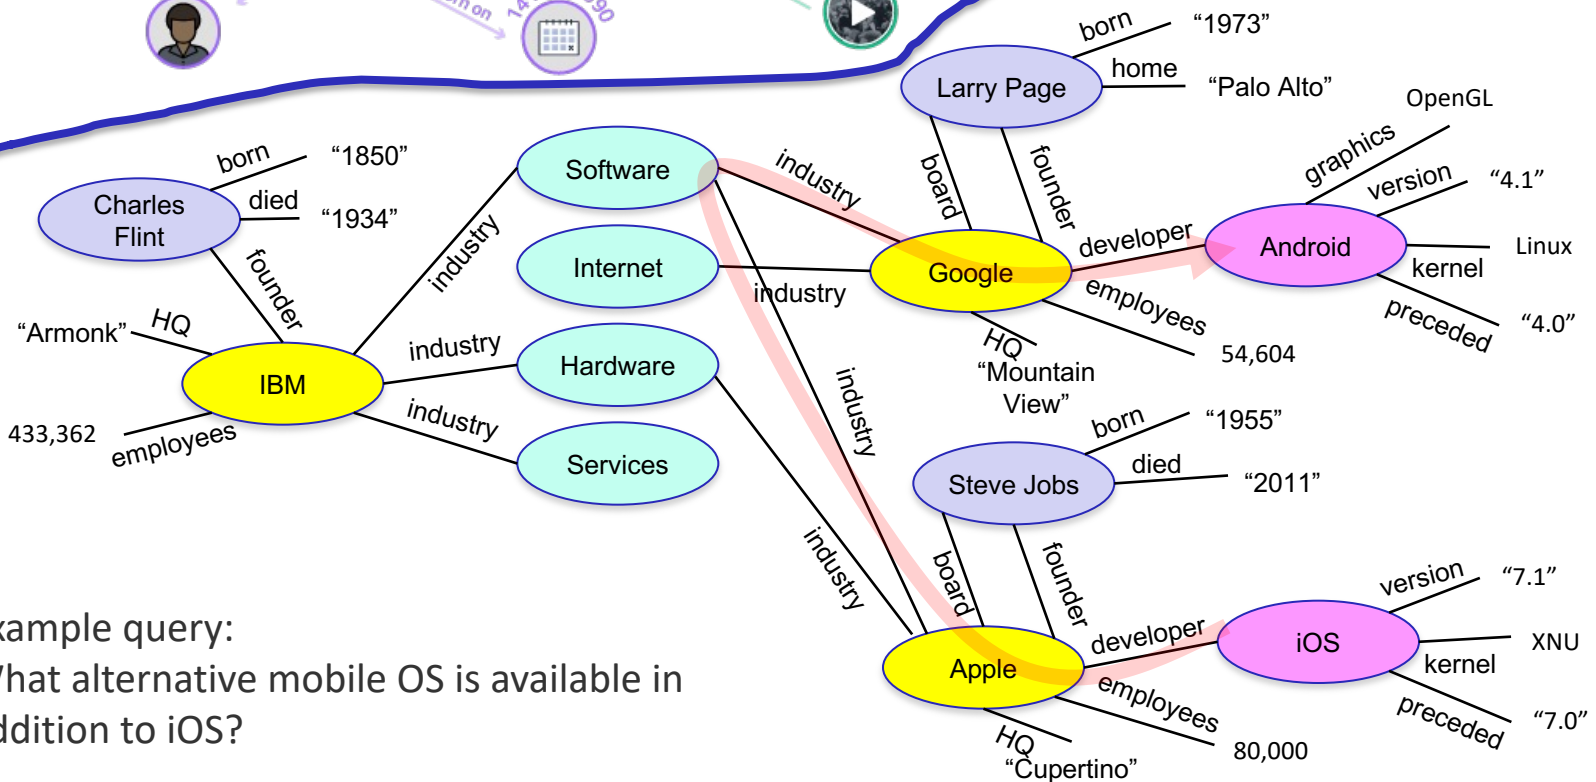 born
"1973"
Larry Page
home
"Palo Alto"
OpenGL
graphics
version
"4.1"
born
"1850"
Charles
Flint
died
"1934"
founder
Software
industry
industry
board
founder
developer
Android
Internet
industry
Google
kernel
Linux
employees
preceded
"4.0"
54,604
HQ
"Mountain
View"
"Armonk"
HQ
IBM
industry
Hardware
433,362
employees
industry
Services
industry
industry
born
"1955"
Steve Jobs
died
"2011"
board
founder
Apple
developer
iOS
version
"7.1"
kernel
XNU
preceded
"7.0"
employees
80,000
HQ
"Cupertino"
xample query:
hat alternative mobile OS is available in
ddition to iOS?